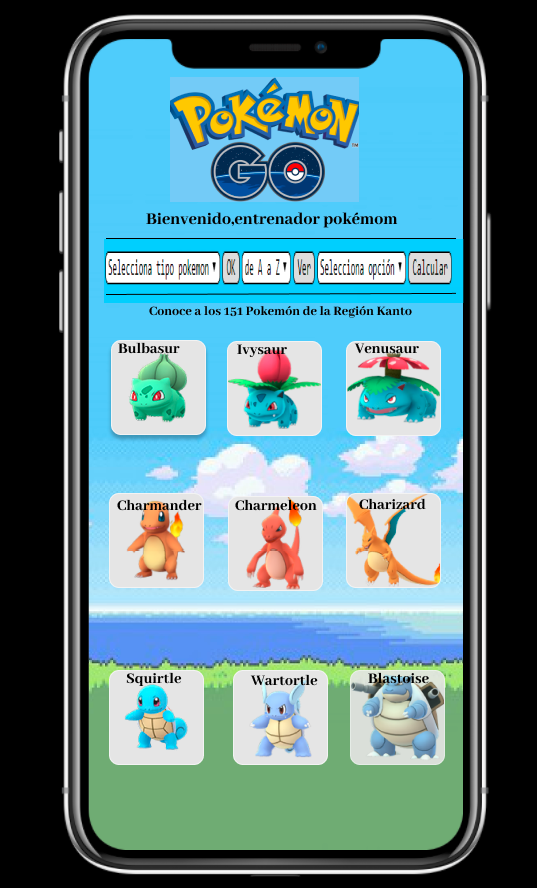 POKÉMON
TM
GO
Bienvenido,entrenador pokémom
Selecciona tipo pokemon ▼ OK de A a Z ▼ Ver Selecciona opción ▼ Calcular
Conoce a los 151 Pokemón de la Región Kanto
Bulbasur Ivysaur Venusaur
Charmander Charmeleon Charizard
Squirtle Wartortle Blastoise